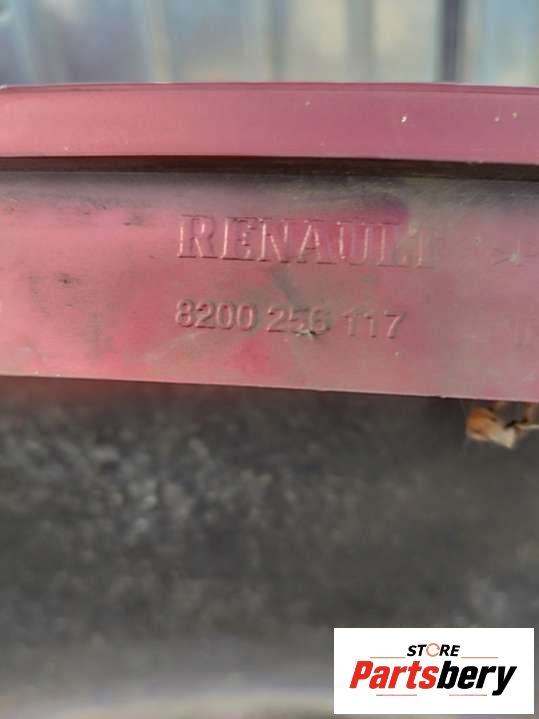 RENAULT
8200 256 117
STORE
Partsbery